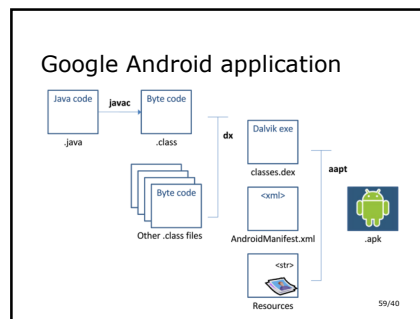 Google Android application
Java code
javac
Byte code
.java
.class
dx
Byte code
Other .class files
Dalvik exe
classes.dex
aapt
<xml>
AndroidManifest.xml
.apk
<str>
Resources
59/40